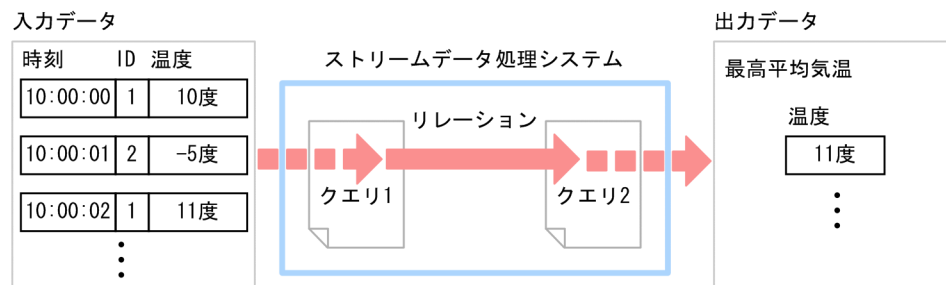 入力データ
時刻 ID 温度
10:00:00 1 10度
10:00:01 2 -5度
10:00:02 1 11度
ストリームデータ処理システム
リレーション
クエリ1
クエリ2
出力データ
最高平均気温
温度
11度